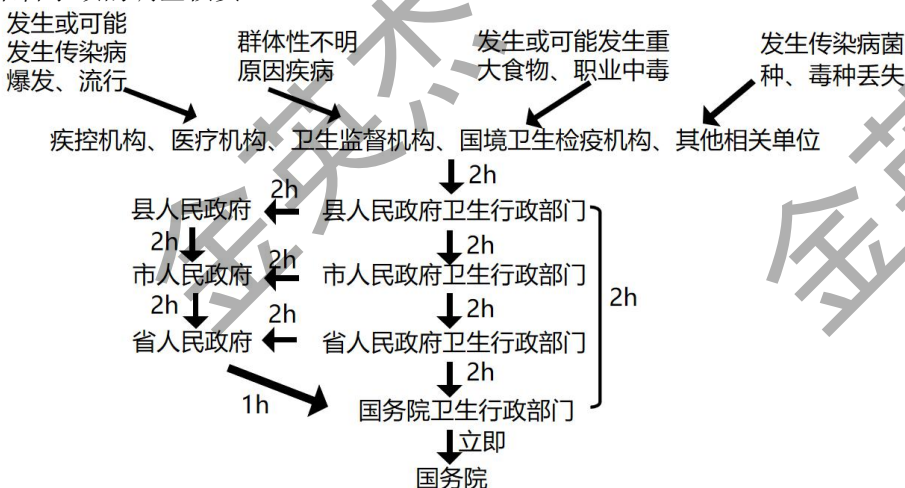 发生或可能
发生传染病
爆发、流行
群体性不明
原因疾病
发生或可能发生重
大食物、职业中毒
发生传染病菌
种、毒种丢失
疾控机构、医疗机构、卫生监督机构、国境卫生检疫机构、其他相关单位
2h
县人民政府
2h
县人民政府卫生行政部门
2h
2h
市人民政府
2h
市人民政府卫生行政部门
2h
2h
2h
省人民政府
2h
省人民政府卫生行政部门
2h
1h
国务院卫生行政部门
立即
国务院
金英杰
金